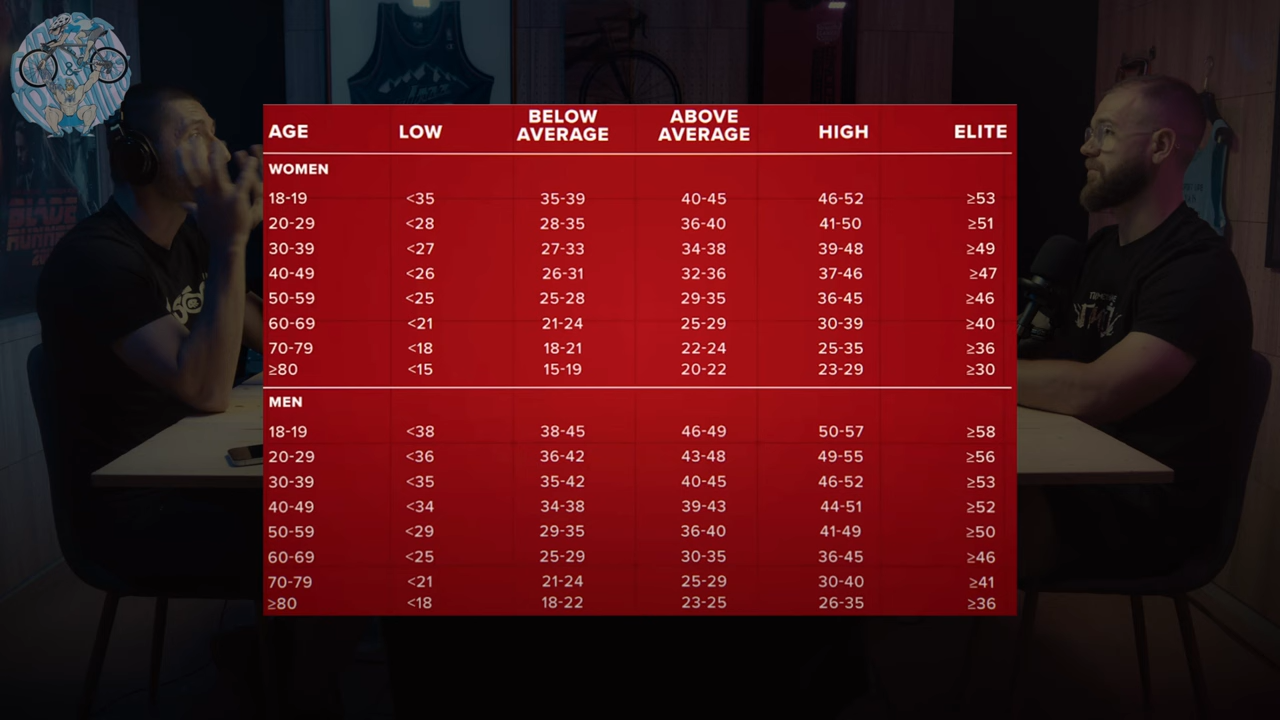 AGE LOW BELOW AVERAGE ABOVE AVERAGE HIGH ELITE
WOMEN
18-19 <35 35-39 40-45 46-52 ≥53
20-29 <28 28-35 36-40 41-50 ≥51
30-39 <27 27-33 34-38 39-48 ≥49
40-49 <26 26-31 32-36 37-46 ≥47
50-59 <25 25-28 29-35 36-45 ≥46
60-69 <21 21-24 25-29 30-39 ≥40
70-79 <18 18-21 22-24 25-35 ≥36
≥80 <15 15-19 20-22 23-29 ≥30
MEN
18-19 <38 38-45 46-49 50-57 ≥58
20-29 <36 36-42 43-48 49-55 ≥56
30-39 <35 35-42 40-45 46-52 ≥53
40-49 <34 34-38 39-43 44-51 ≥52
50-59 <29 29-35 36-40 41-49 ≥50
60-69 <25 25-29 30-35 36-45 ≥46
70-79 <21 21-24 25-29 30-40 ≥41
≥80 <18 18-22 23-25 26-35 ≥36
BLADE